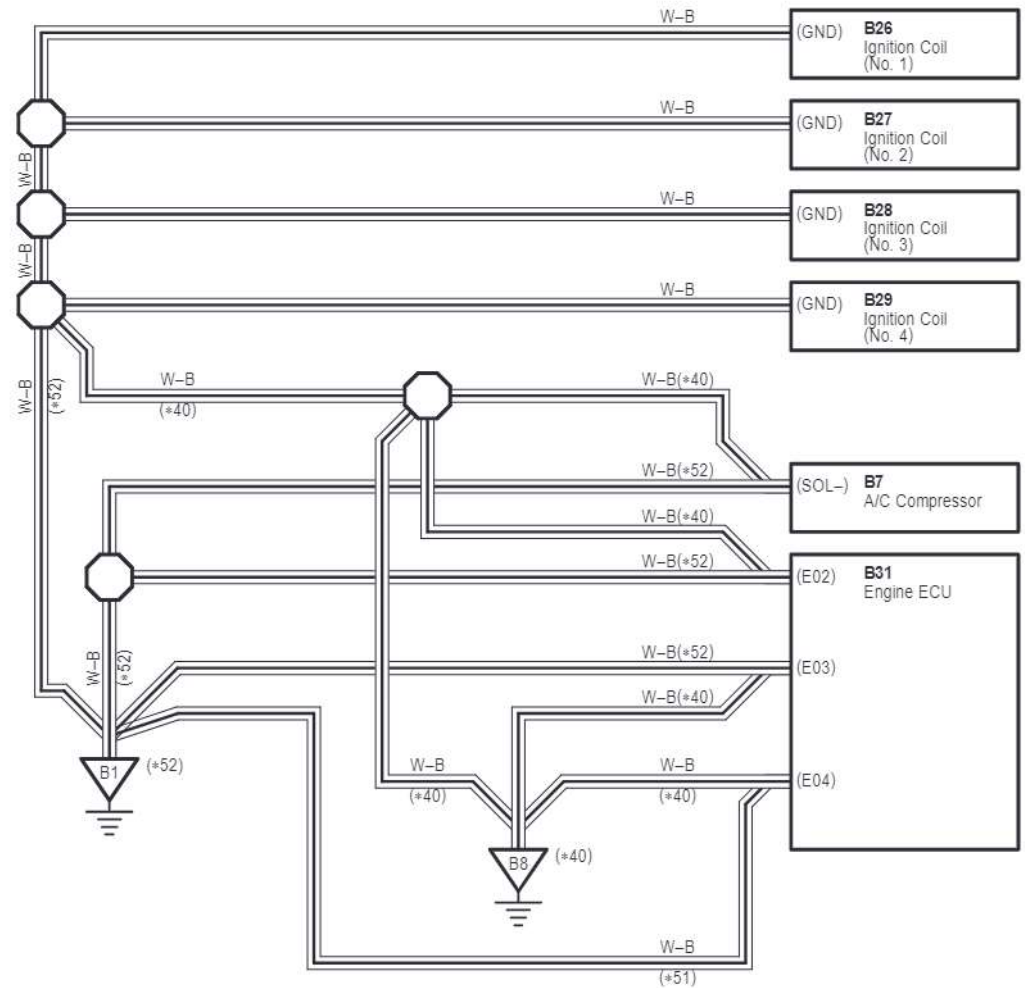 W–B
(GND) B26
Ignition Coil
(No. 1)
W–B
(GND) B27
Ignition Coil
(No. 2)
W–B
W–B
(GND) B28
Ignition Coil
(No. 3)
W–B
W–B
(GND) B29
Ignition Coil
(No. 4)
W–B
(*52)
W–B
(*40)
W–B(*40)
W–B(*52)
(SOL–) B7
A/C Compressor
W–B(*40)
W–B(*52)
(E02) B31
Engine ECU
W–B
(*52)
W–B(*52)
(E03)
W–B(*40)
B1 (*52)
W–B
(*40)
W–B
(*40)
(E04)
B8 (*40)
W–B
(*51)